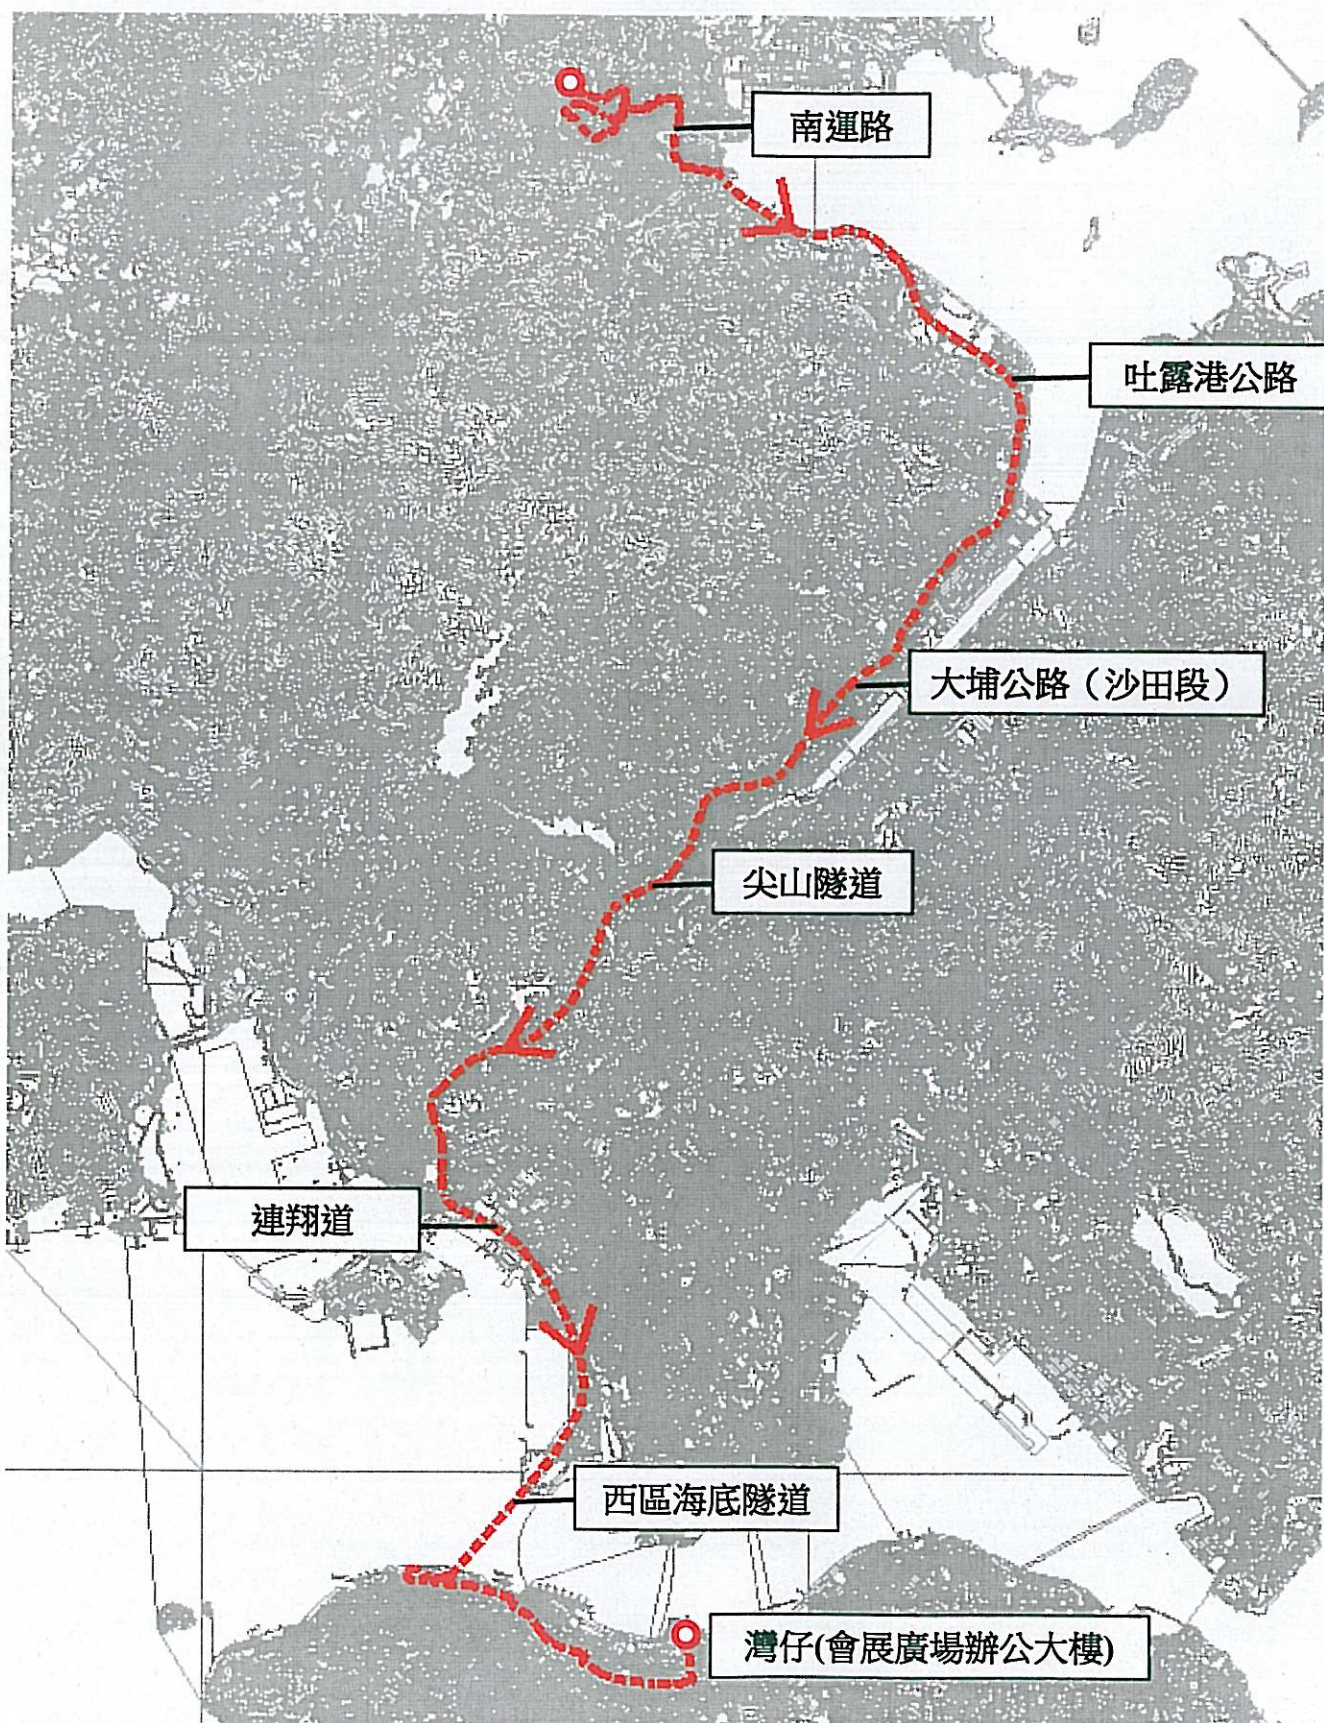 南運路
吐露港公路
大埔公路（沙田段）
尖山隧道
連翔道
西區海底隧道
灣仔(會展廣場辦公大樓)